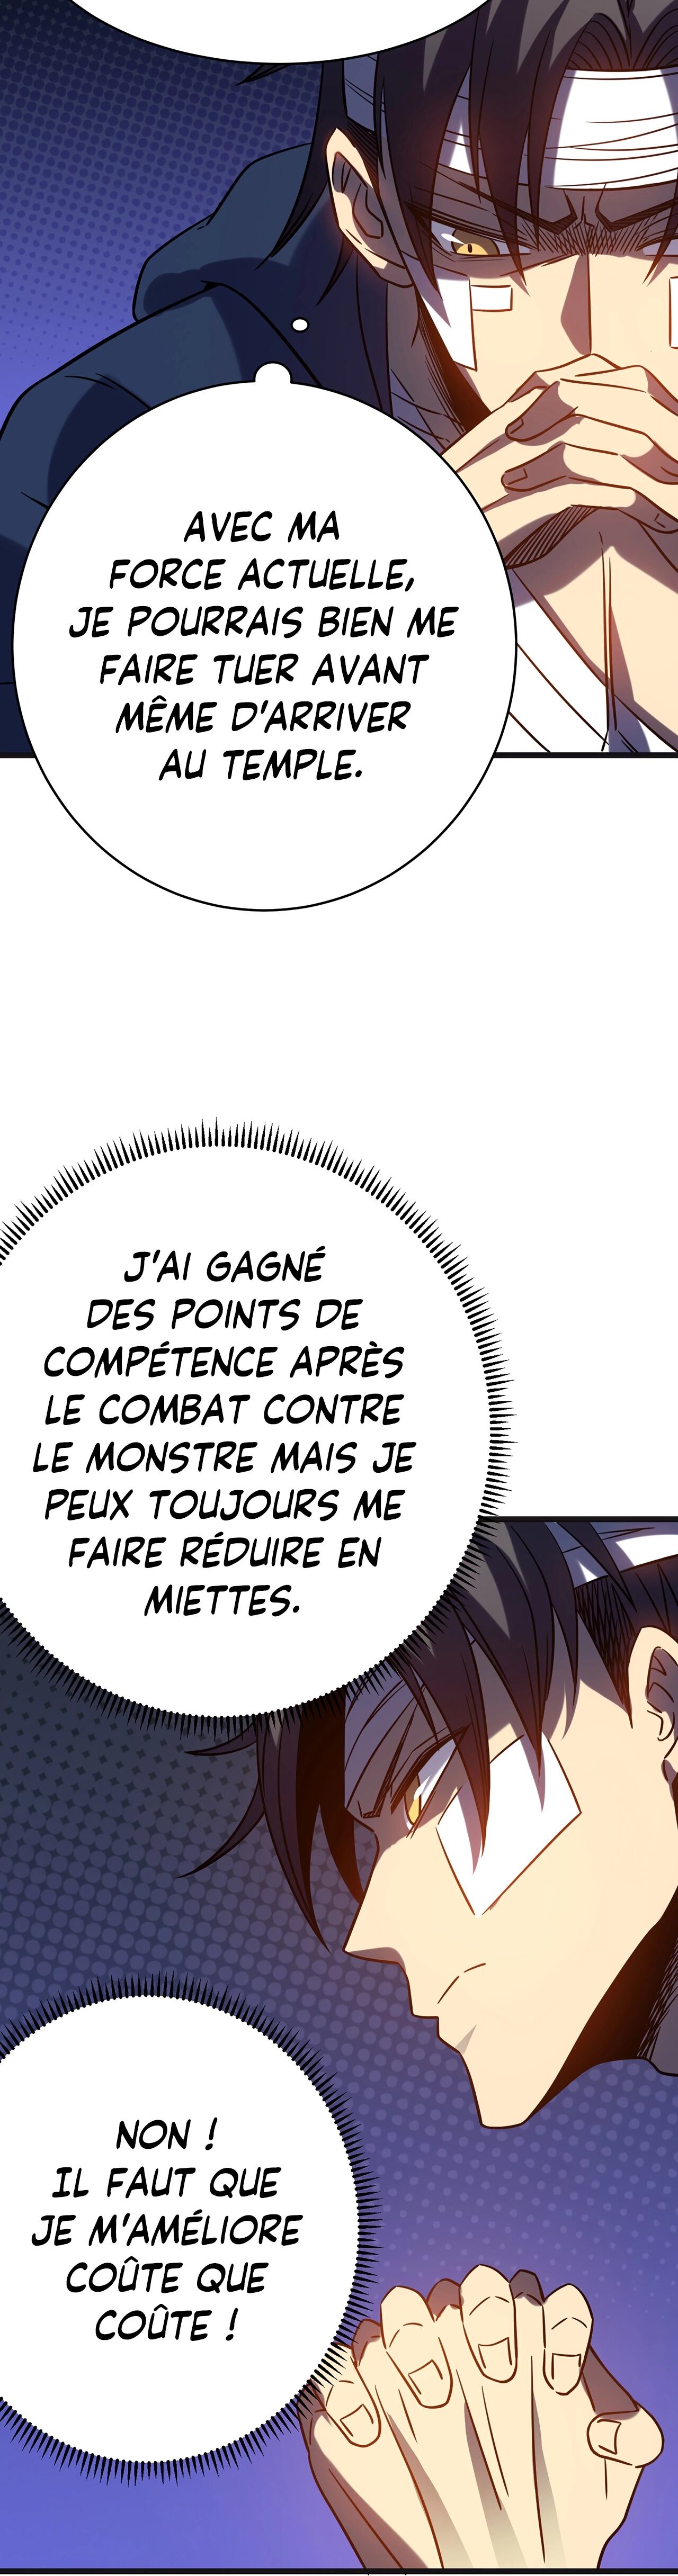 AVEC MA
FORCE ACTUELLE,
JE POURRAIS BIEN ME
FAIRE TUER AVANT
MÊME D'ARRIVER
AU TEMPLE.
J'AI GAGNÉ
DES POINTS DE
COMPÉTENCE APRÈS
LE COMBAT CONTRE
LE MONSTRE MAIS JE
PEUX TOUJOURS ME
FAIRE RÉDUIRE EN
MIETTES.
NON !
IL FAUT QUE
JE M'AMÉLIORE
COÛTE QUE
COÛTE !